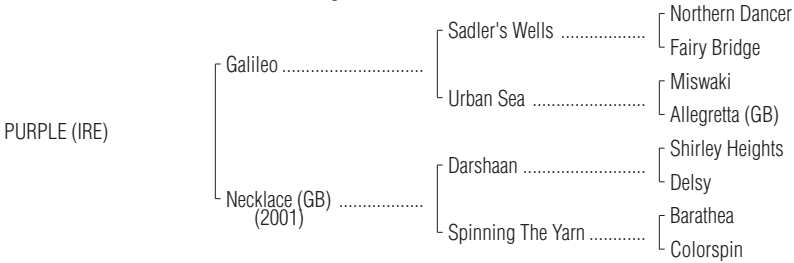 Northern Dancer
Sadler's Wells ..................
Fairy Bridge
Galileo ..............................
Miswaki
Urban Sea ........................
Allegretta (GB)
PURPLE (IRE)
Shirley Heights
Darshaan ..........................
Delsy
Necklace (GB) ..................
(2001)
Barathea
Spinning The Yarn ............
Colorspin